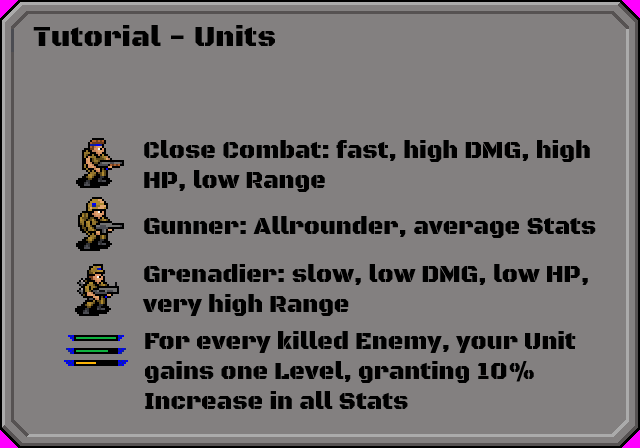 Tutorial - Units
Close Combat: fast, high DMG, high
HP, low Range
Gunner: Allrounder, average Stats
Grenadier: slow, low DMG, low HP,
very high Range
For every killed Enemy, your Unit
gains one Level, granting 10%
Increase in all Stats